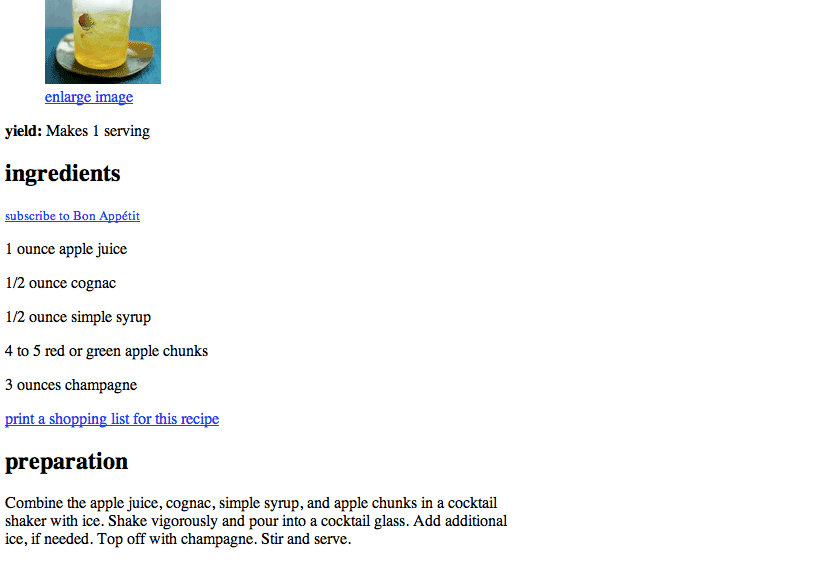 enlarge image
yield: Makes 1 serving
ingredients
subscribe to Bon Appétit
1 ounce apple juice
1/2 ounce cognac
1/2 ounce simple syrup
4 to 5 red or green apple chunks
3 ounces champagne
print a shopping list for this recipe
preparation
Combine the apple juice, cognac, simple syrup, and apple chunks in a cocktail
shaker with ice. Shake vigorously and pour into a cocktail glass. Add additional
ice, if needed. Top off with champagne. Stir and serve.